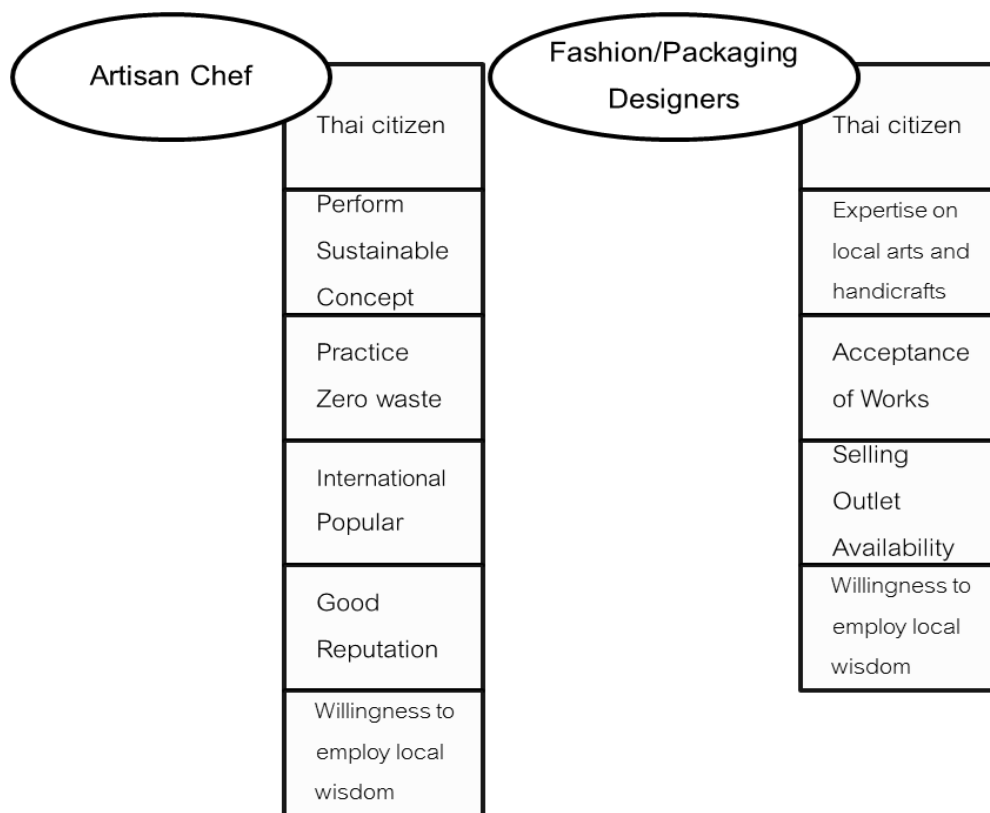 Artisan Chef
Thai citizen
Perform
Sustainable
Concept
Practice
Zero waste
International
Popular
Good
Reputation
Willingness to
employ local
wisdom
Fashion/Packaging
Designers
Thai citizen
Expertise on
local arts and
handicrafts
Acceptance
of Works
Selling
Outlet
Availability
Willingness to
employ local
wisdom